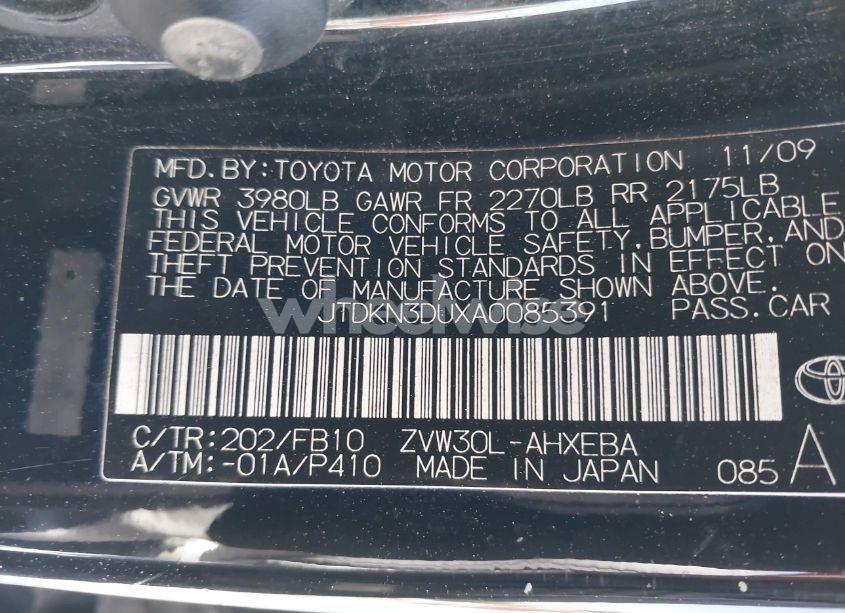 MFD.BY:TOYOTA MOTOR CORPORATION 11/09
GVWR 3980LB GAWR FR 2270LB RR 2175LB
THIS VEHICLE CONFORMS TO ALL APPLICABLE
FEDERAL MOTOR VEHICLE SAFETY,BUMPER,AND
THEFT PREVENTION STANDARDS IN EFFECT ON
THE DATE OF MANUFACTURE SHOWN ABOVE.
JTDKN3DUXA0085391 PASS.CAR
wheelwise
C/TR:202/FB10 ZVW30L-AHXEBA
A/TM:-01A/P410 MADE IN JAPAN 085 A